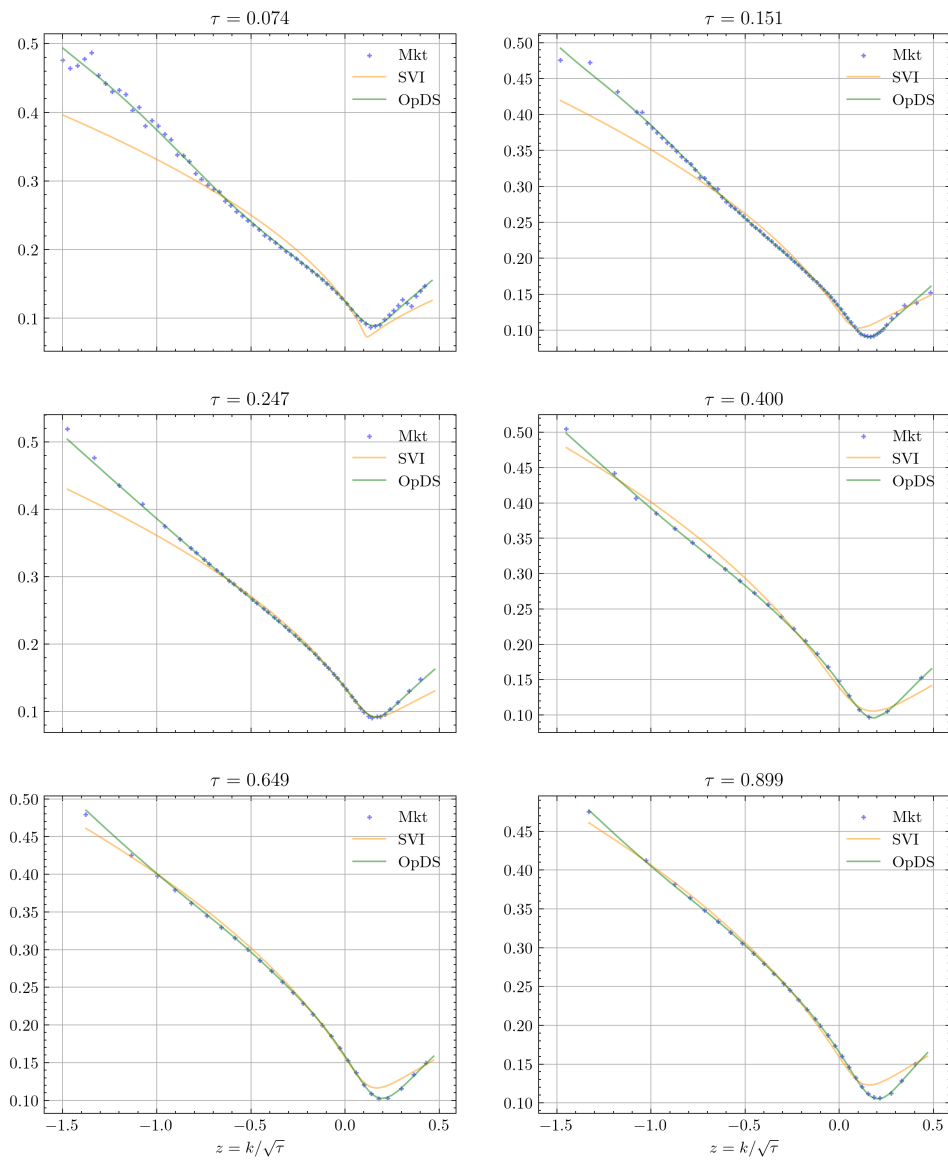 τ = 0.074
0.5
0.4
0.3
0.2
0.1
Mkt
SVI
OpDS
τ = 0.151
0.50
0.45
0.40
0.35
0.30
0.25
0.20
0.15
0.10
Mkt
SVI
OpDS
τ = 0.247
0.5
0.4
0.3
0.2
0.1
Mkt
SVI
OpDS
τ = 0.400
0.50
0.45
0.40
0.35
0.30
0.25
0.20
0.15
0.10
Mkt
SVI
OpDS
τ = 0.649
0.50
0.45
0.40
0.35
0.30
0.25
0.20
0.15
0.10
Mkt
SVI
OpDS
−1.5 −1.0 −0.5 0.0 0.5
z = k/√τ
τ = 0.899
0.45
0.40
0.35
0.30
0.25
0.20
0.15
0.10
Mkt
SVI
OpDS
−1.5 −1.0 −0.5 0.0 0.5
z = k/√τ